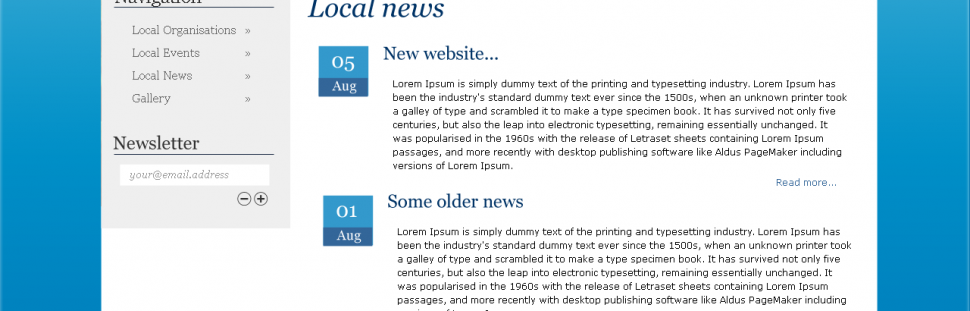 Navigation
Local Organisations »
Local Events »
Local News »
Gallery »
Newsletter
your@email.address
Local news
05
Aug
New website...
Lorem Ipsum is simply dummy text of the printing and typesetting industry. Lorem Ipsum has
been the industry's standard dummy text ever since the 1500s, when an unknown printer took
a galley of type and scrambled it to make a type specimen book. It has survived not only five
centuries, but also the leap into electronic typesetting, remaining essentially unchanged. It
was popularised in the 1960s with the release of Letraset sheets containing Lorem Ipsum
passages, and more recently with desktop publishing software like Aldus PageMaker including
versions of Lorem Ipsum.
Read more...
01
Aug
Some older news
Lorem Ipsum is simply dummy text of the printing and typesetting industry. Lorem Ipsum has
been the industry's standard dummy text ever since the 1500s, when an unknown printer took
a galley of type and scrambled it to make a type specimen book. It has survived not only five
centuries, but also the leap into electronic typesetting, remaining essentially unchanged. It
was popularised in the 1960s with the release of Letraset sheets containing Lorem Ipsum
passages, and more recently with desktop publishing software like Aldus PageMaker including